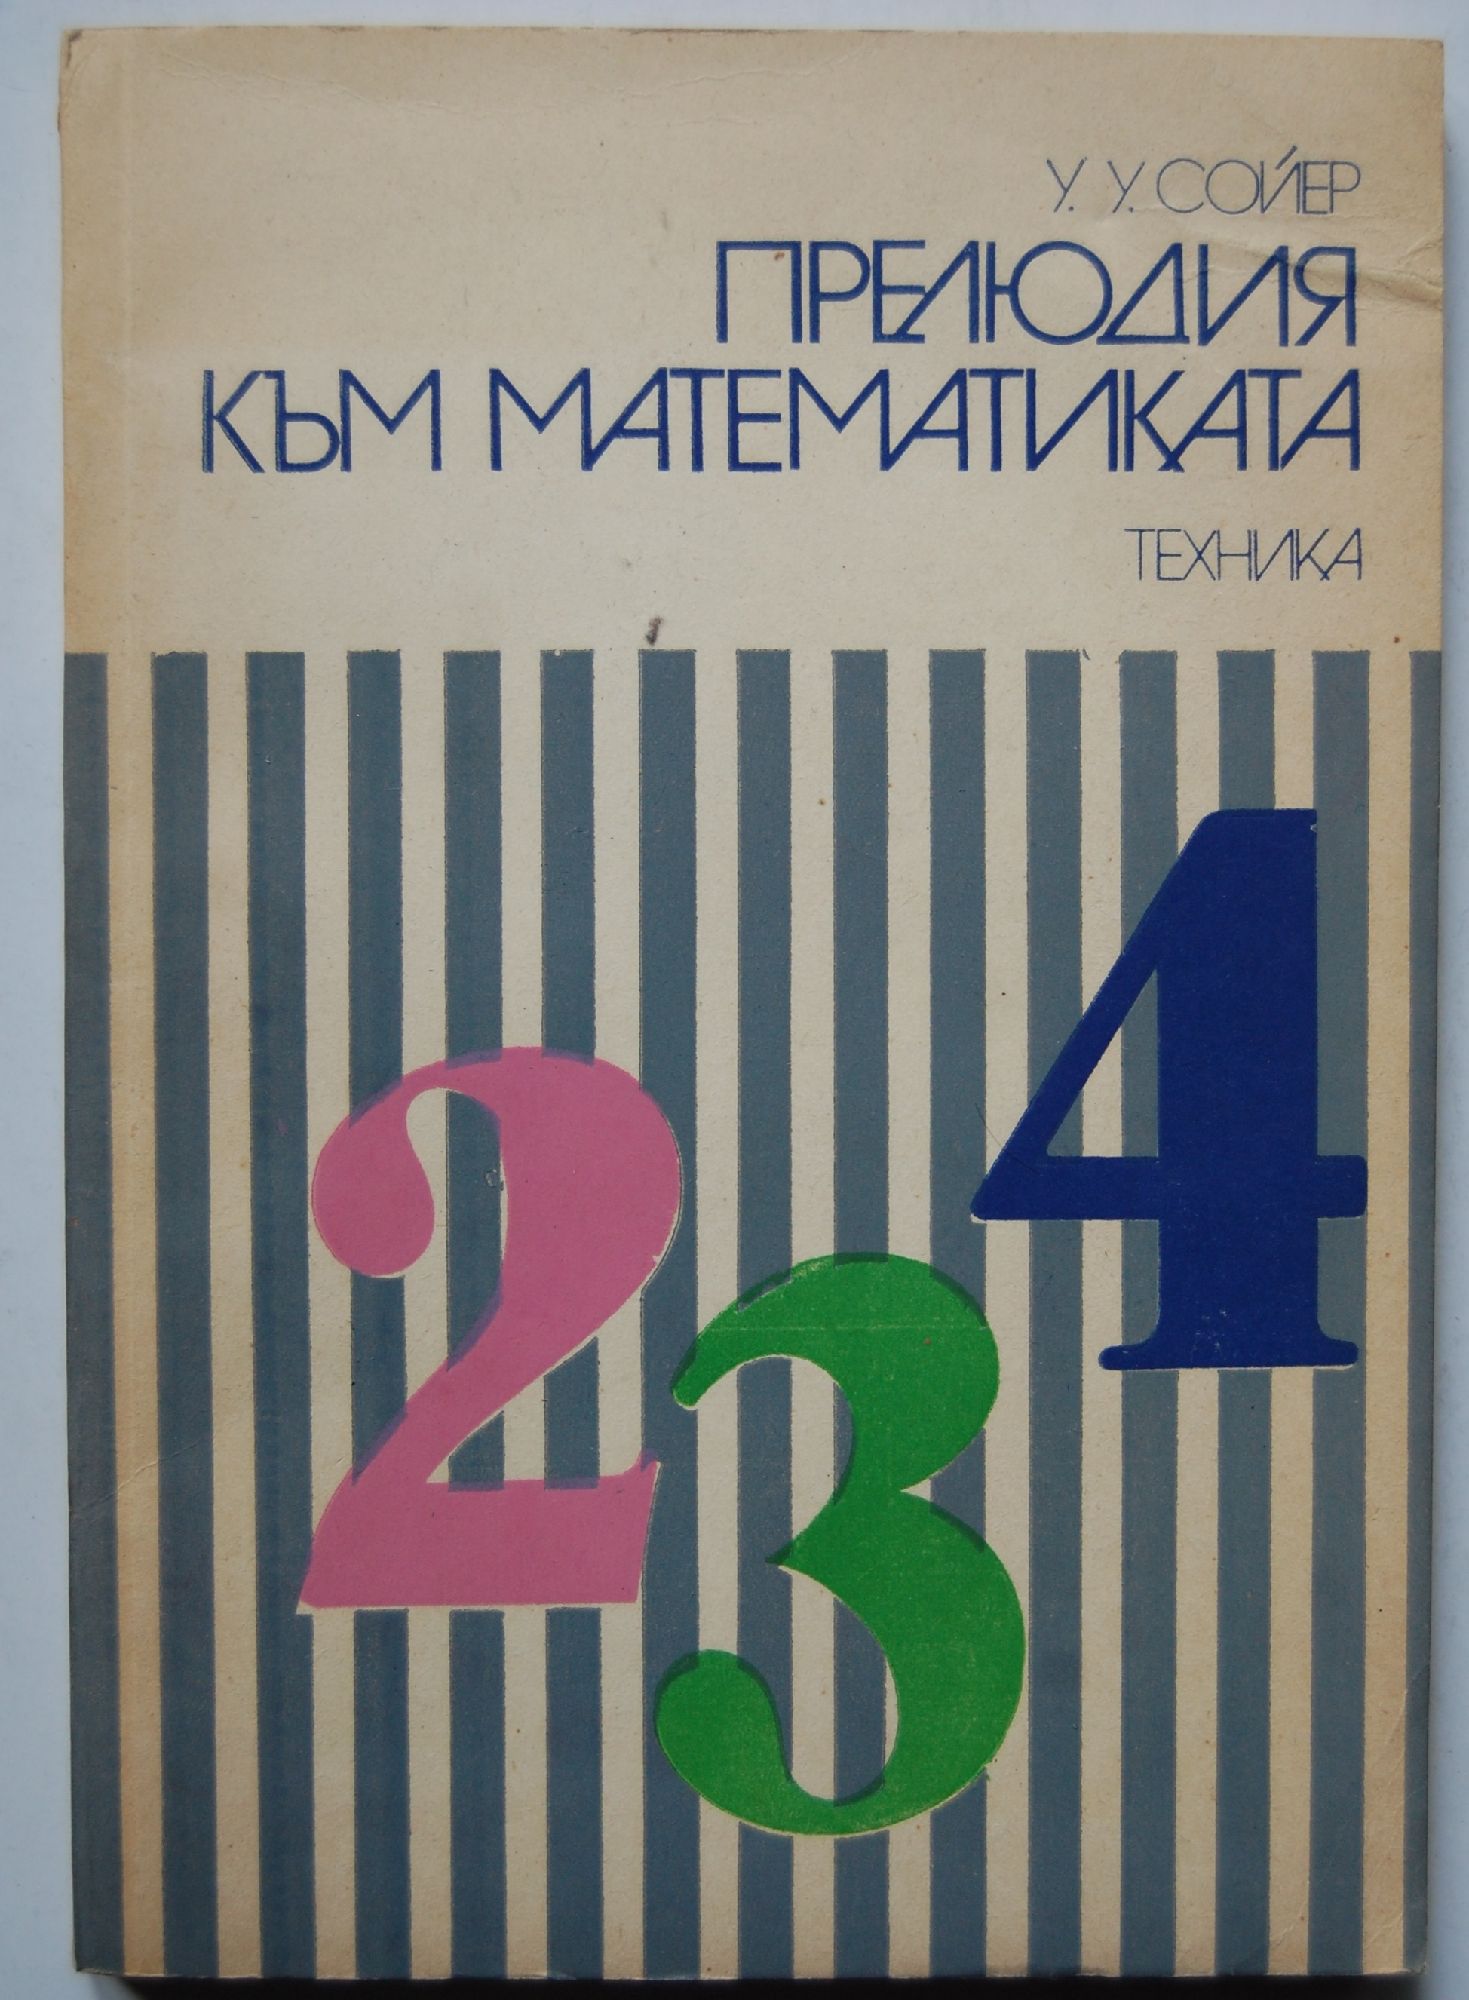 У. У. СОЙЕР
ПРЕЛЮДИЯ
КЪМ МАТЕМАТИКАТА
ТЕХНИКА
4
2
3